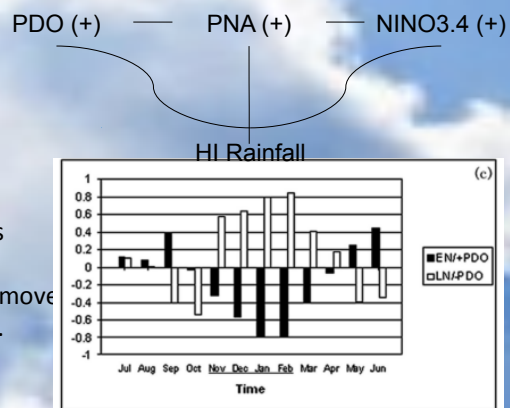 PDO (+) PNA (+) NINO3.4 (+)
HI Rainfall
(c)
1
0.8
0.6
0.4
0.2
0
-0.2
-0.4
-0.6
-0.8
-1
s
move
.
EN/+PDO
LN/-PDO
Jul Aug Sep Oct Nov Dec Jan Feb Mar Apr May Jun
Time